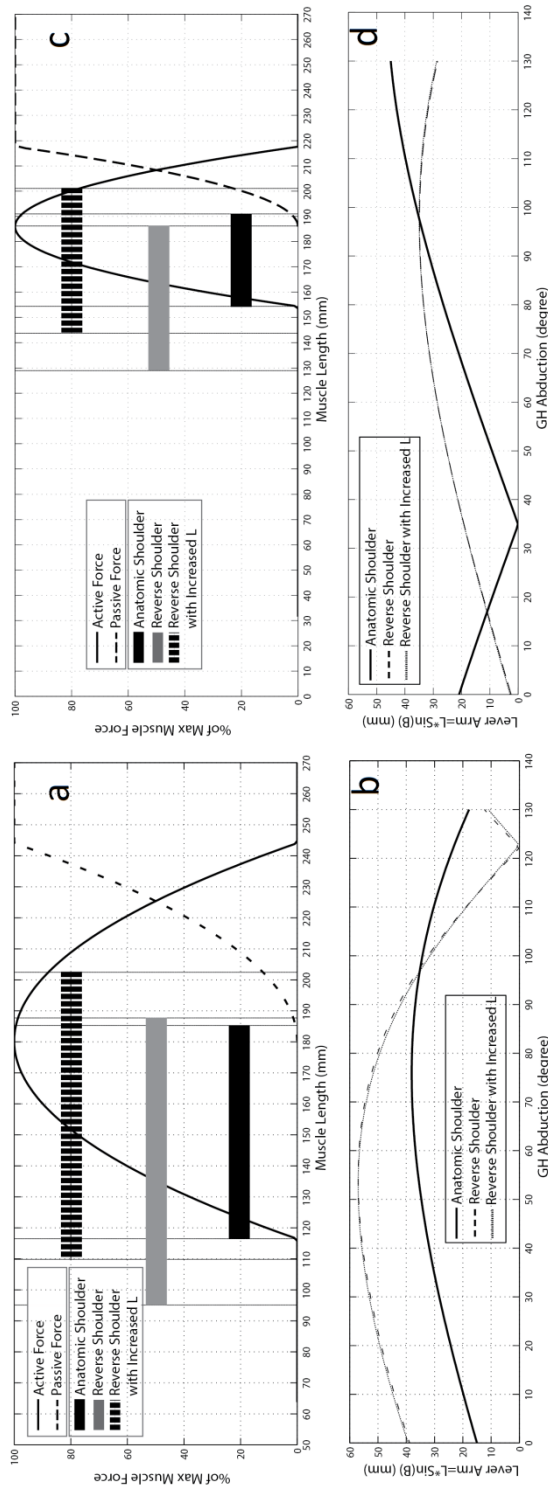 a
%of Max Muscle Force
100
80
60
40
20
0
Active Force
Passive Force
Anatomic Shoulder
Reverse Shoulder
Reverse Shoulder
with Increased L
50 60 70 80 90 100 110 120 130 140 150 160 170 180 190 200 210 220 230 240 250 260 270
Muscle Length (mm)
c
%of Max Muscle Force
100
80
60
40
20
0
Active Force
Passive Force
Anatomic Shoulder
Reverse Shoulder
Reverse Shoulder
with Increased L
0 130 140 150 160 170 180 190 200 210 220 230 240 250 260 270
Muscle Length (mm)
b
Lever Arm=L*Sin(B) (mm)
60
50
40
30
20
10
0
Anatomic Shoulder
Reverse Shoulder
Reverse Shoulder with Increased L
0 10 20 30 40 50 60 70 80 90 100 110 120 130 140
GH Abduction (degree)
d
Lever Arm=L*Sin(B) (mm)
60
50
40
30
20
10
0
Anatomic Shoulder
Reverse Shoulder
Reverse Shoulder with Increased L
0 10 20 30 40 50 60 70 80 90 100 110 120 130 140
GH Abduction (degree)